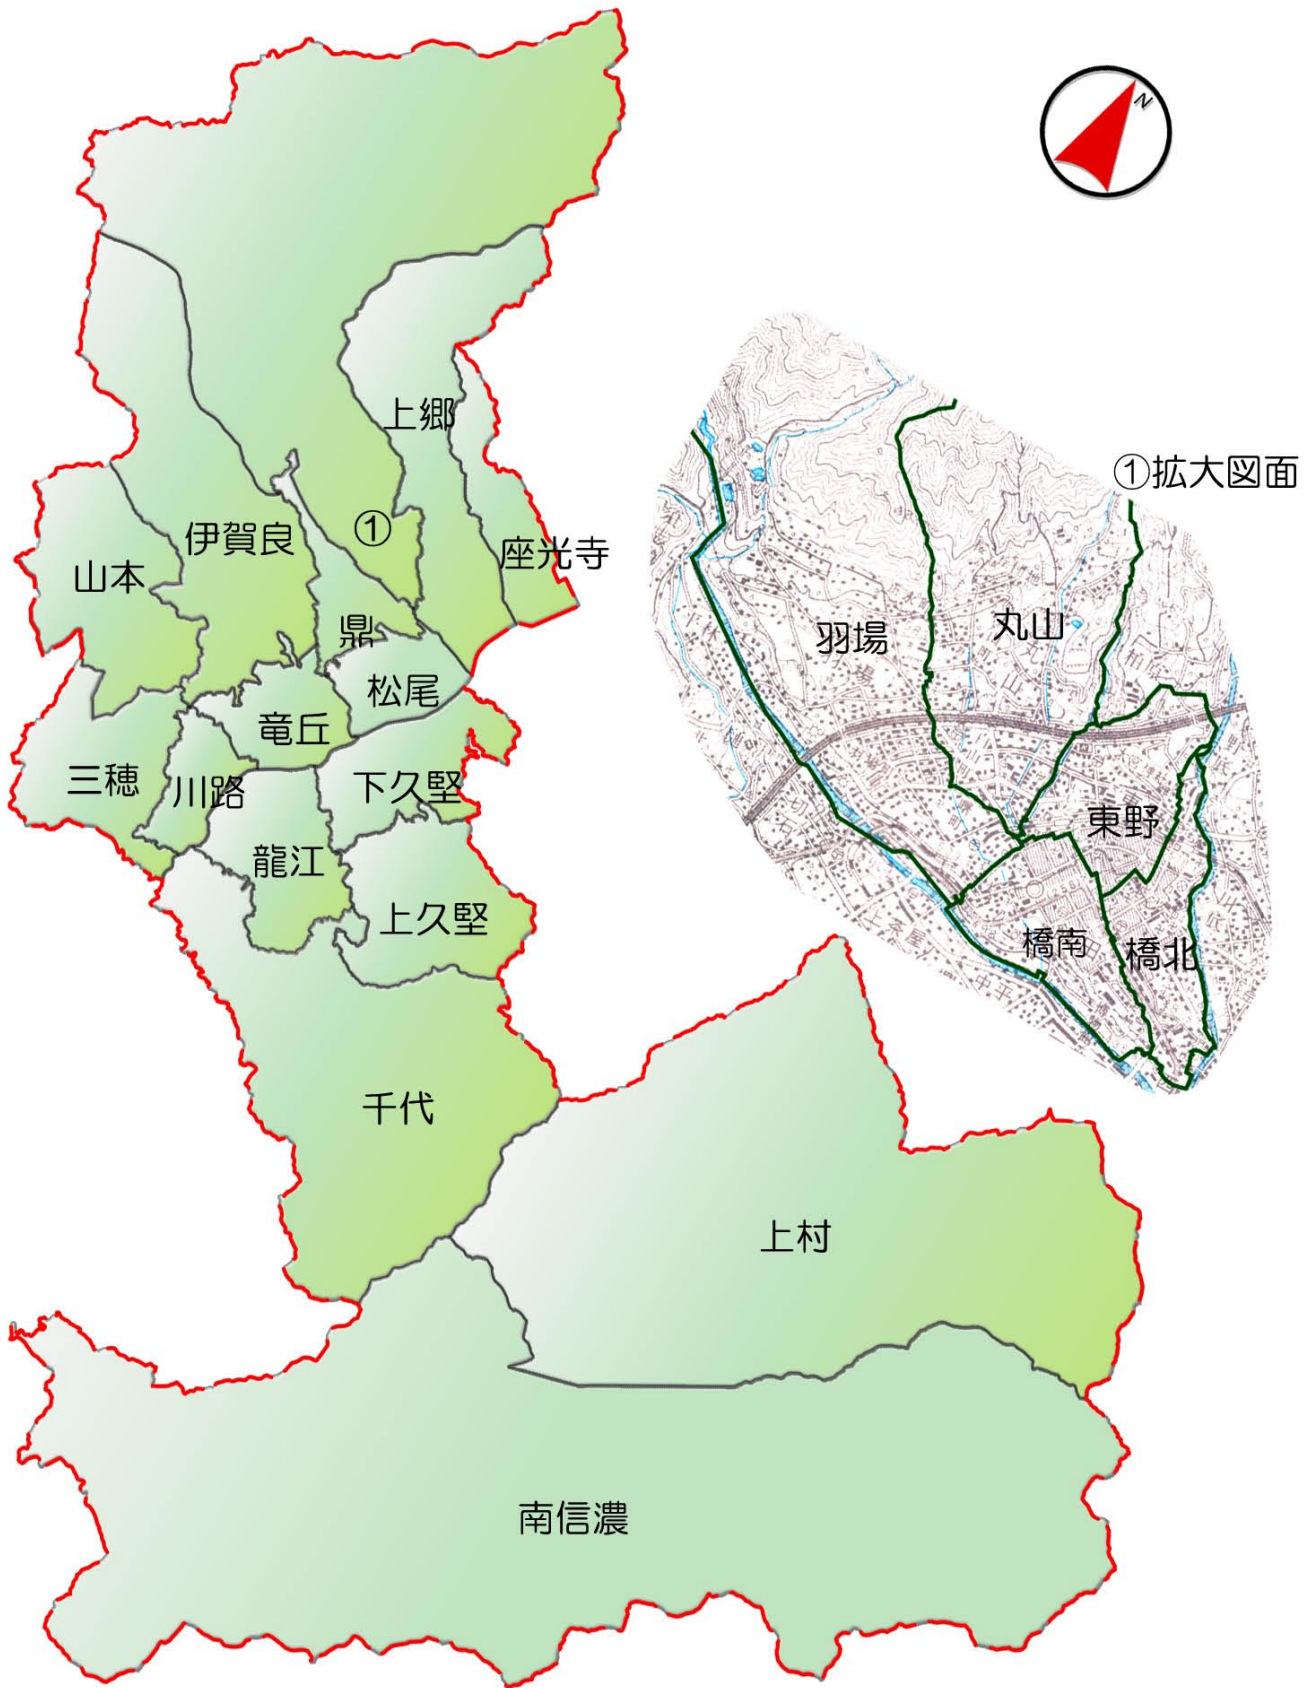 N
上郷
①拡大図面
①
伊賀良
座光寺
山本
羽場
丸山
鼎
松尾
竜丘
三穂
川路
下久堅
東野
龍江
上久堅
橋南
橋北
千代
上村
南信濃